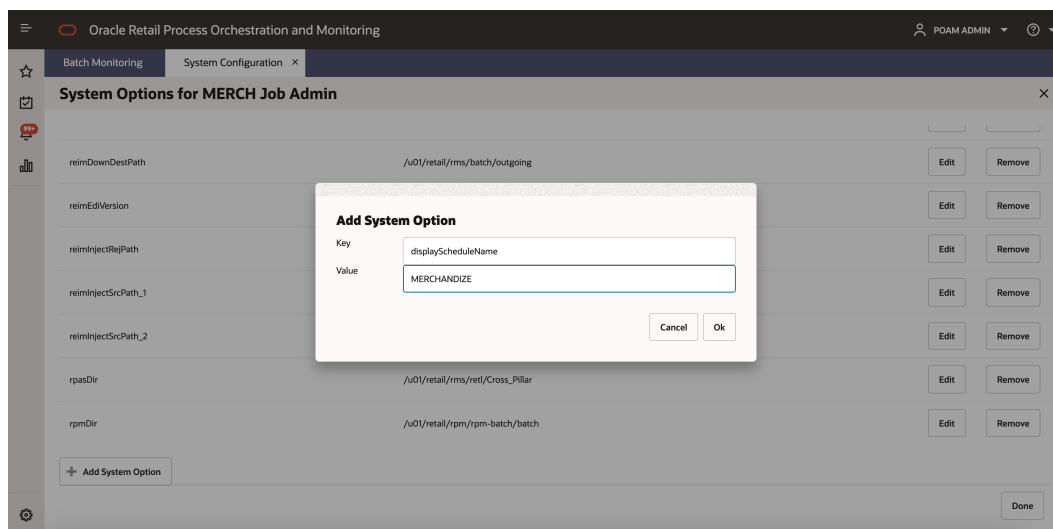 Oracle Retail Process Orchestration and Monitoring
POAM ADMIN
Batch Monitoring System Configuration ×
System Options for MERCH Job Admin ×
99+
reimDownDestPath /u01/retail/rms/batch/outgoing Edit Remove
reimEdiVersion Edit Remove
Add System Option
Key displayScheduleName
reimInjectRejPath Edit Remove
Value MERCHANDIZE
reimInjectSrcPath_1 Edit Remove
Cancel Ok
reimInjectSrcPath_2 Edit Remove
rpasDir /u01/retail/rms/retl/Cross_Pillar Edit Remove
rpmDir /u01/retail/rpm/rpm-batch/batch Edit Remove
+ Add System Option
Done